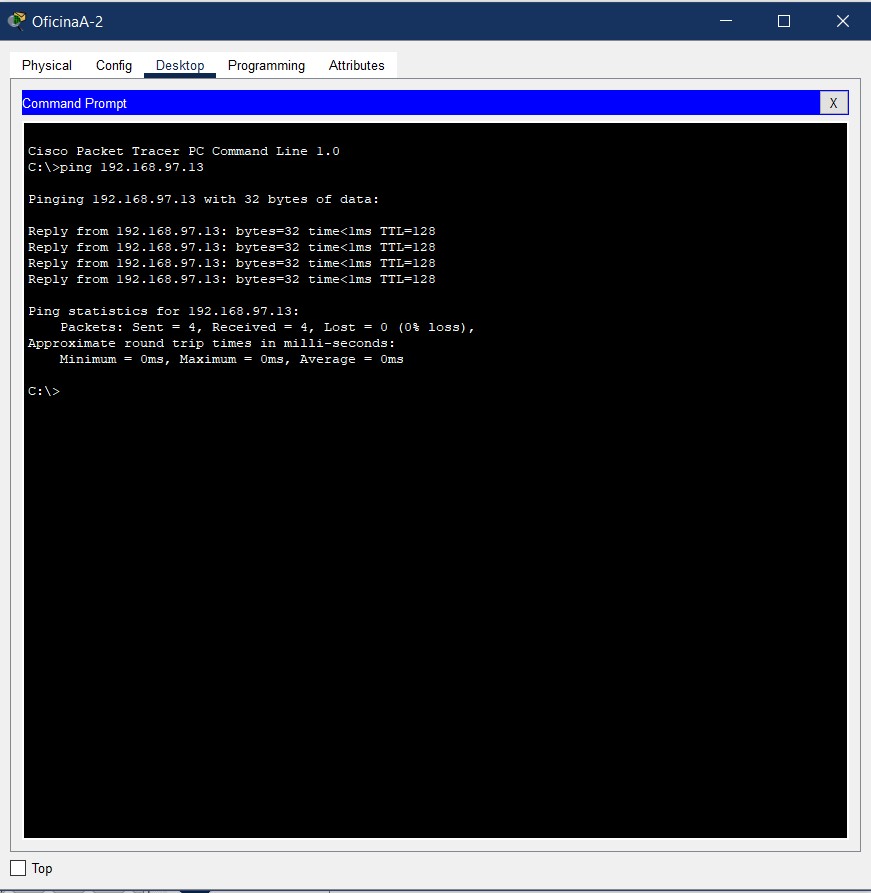 OficinaA-2
Physical Config Desktop Programming Attributes
Command Prompt X
Cisco Packet Tracer PC Command Line 1.0
C:\>ping 192.168.97.13
Pinging 192.168.97.13 with 32 bytes of data:
Reply from 192.168.97.13: bytes=32 time<1ms TTL=128
Reply from 192.168.97.13: bytes=32 time<1ms TTL=128
Reply from 192.168.97.13: bytes=32 time<1ms TTL=128
Reply from 192.168.97.13: bytes=32 time<1ms TTL=128
Ping statistics for 192.168.97.13:
Packets: Sent = 4, Received = 4, Lost = 0 (0% loss),
Approximate round trip times in milli-seconds:
Minimum = 0ms, Maximum = 0ms, Average = 0ms
C:\>
Top